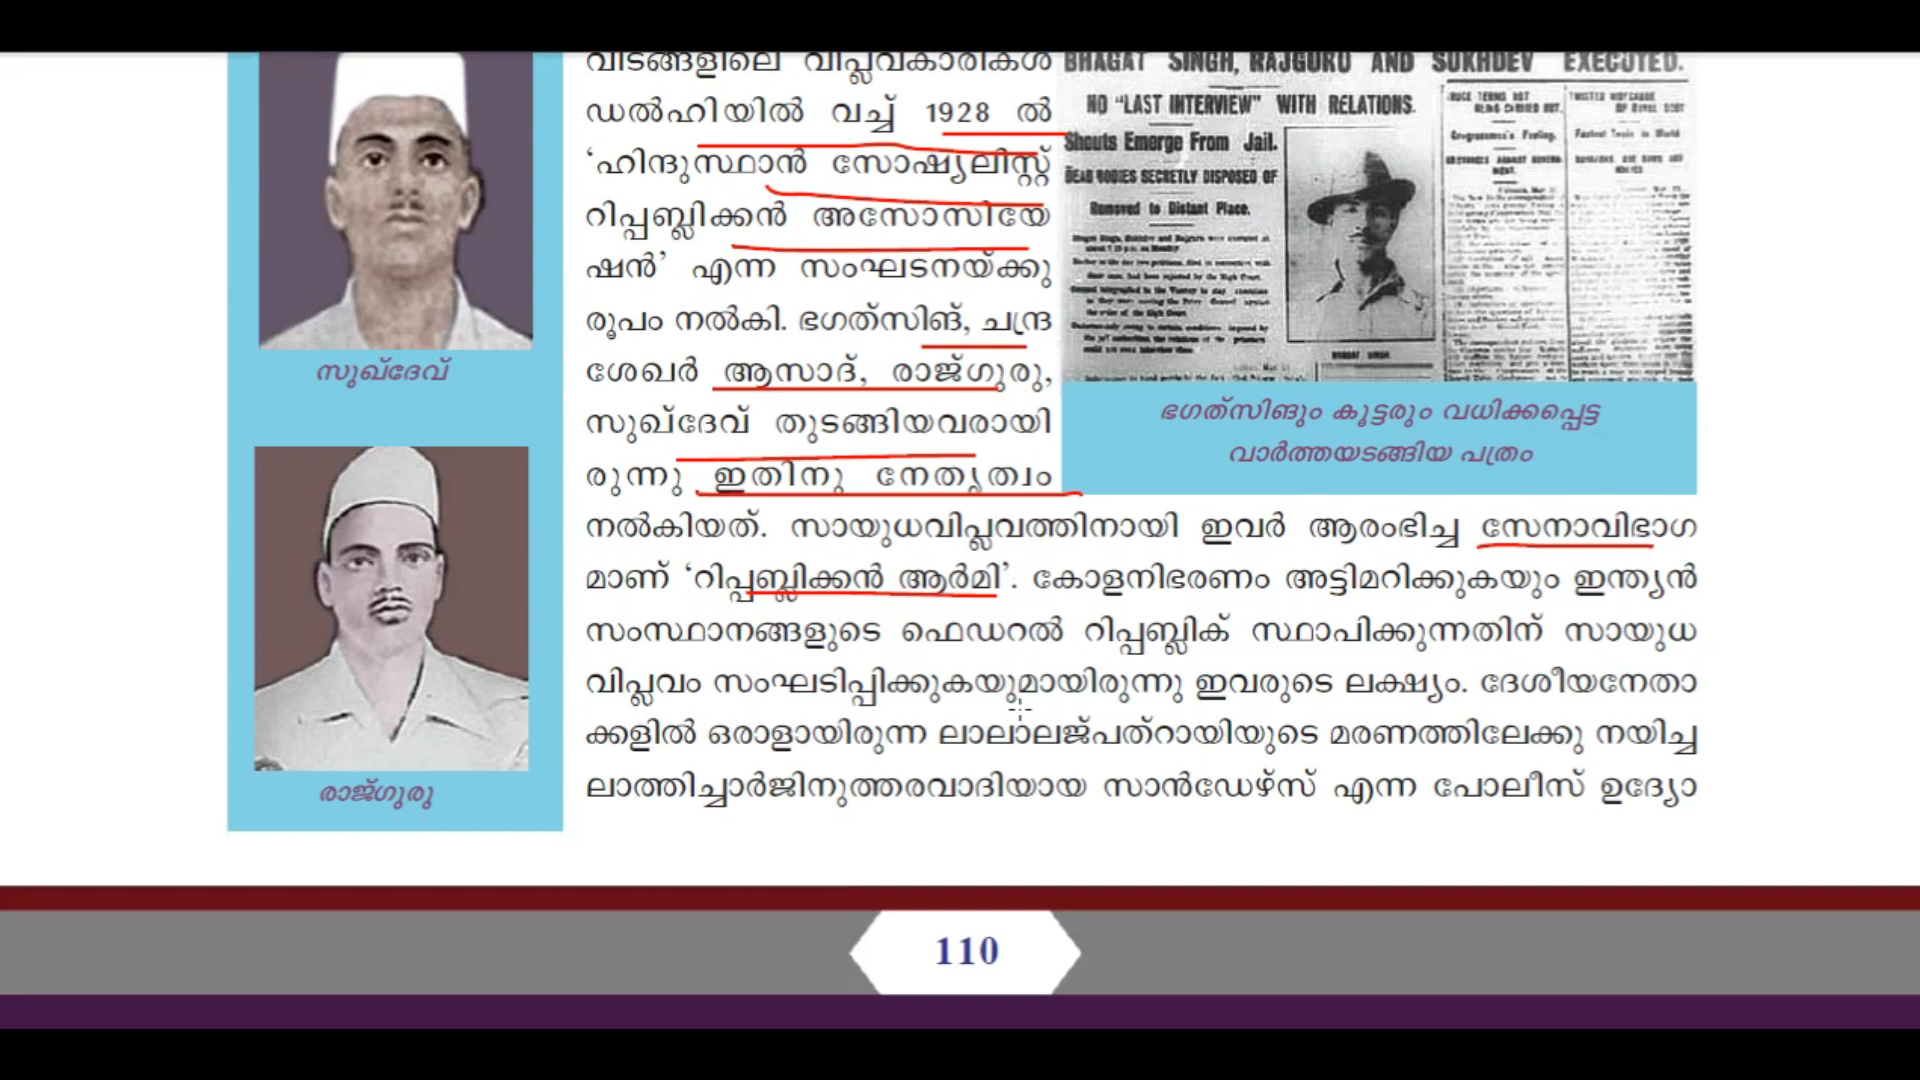 വിടങ്ങളിലെ വിപ്ലവകാരികൾ
ഡൽഹിയിൽ വച്ച് 1928 ൽ
‘ഹിന്ദുസ്ഥാൻ സോഷ്യലിസ്റ്റ്
റിപ്പബ്ലിക്കൻ അസോസിയേ
ഷൻ’ എന്ന സംഘടനയ്ക്കു
രൂപം നൽകി. ഭഗത്സിങ്, ചന്ദ്ര
ശേഖർ ആസാദ്, രാജ്ഗുരു,
സുഖ്ദേവ് തുടങ്ങിയവരായി
രുന്നു ഇതിനു നേതൃത്വം
നൽകിയത്. സായുധവിപ്ലവത്തിനായി ഇവർ ആരംഭിച്ച സേനാവിഭാഗ
മാണ് ‘റിപ്പബ്ലിക്കൻ ആർമി’. കോളനിഭരണം അട്ടിമറിക്കുകയും ഇന്ത്യൻ
സംസ്ഥാനങ്ങളുടെ ഫെഡറൽ റിപ്പബ്ലിക് സ്ഥാപിക്കുന്നതിന് സായുധ
വിപ്ലവം സംഘടിപ്പിക്കുകയുമായിരുന്നു ഇവരുടെ ലക്ഷ്യം. ദേശീയനേതാ
ക്കളിൽ ഒരാളായിരുന്ന ലാലാലജ്പത്റായിയുടെ മരണത്തിലേക്കു നയിച്ച
ലാത്തിച്ചാർജിനുത്തരവാദിയായ സാൻഡേഴ്സ് എന്ന പോലീസ് ഉദ്യോ
സുഖ്ദേവ്
രാജ്ഗുരു
BHAGAT SINGH, RAJGURU AND SUKHDEV EXECUTED.
NO "LAST INTERVIEW" WITH RELATIONS.
Shouts Emerge From Jail.
DEAD BODIES SECRETLY DISPOSED OF
Removed to Distant Place.
BHAGAT SINGH.
ഭഗത്സിങും കൂട്ടരും വധിക്കപ്പെട്ട
വാർത്തയടങ്ങിയ പത്രം
110